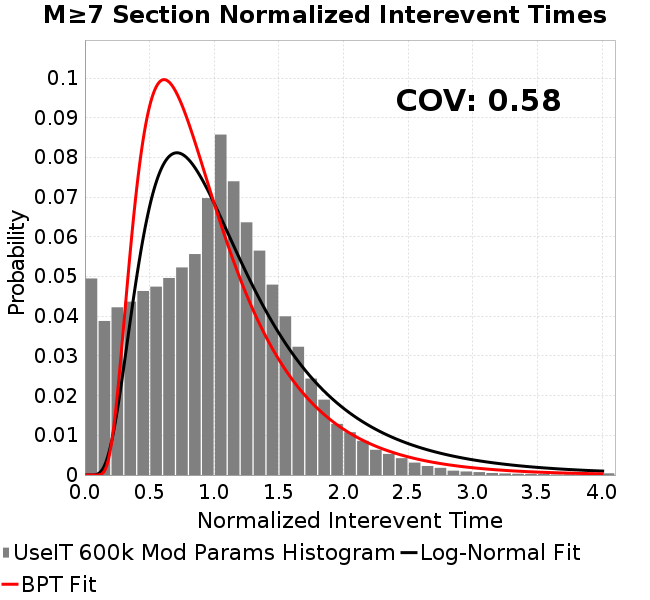 M≥7 Section Normalized Interevent Times
COV: 0.58
Probability
0.1
0.09
0.08
0.07
0.06
0.05
0.04
0.03
0.02
0.01
0
0.0 0.5 1.0 1.5 2.0 2.5 3.0 3.5 4.0
Normalized Interevent Time
UseIT 600k Mod Params Histogram Log-Normal Fit
BPT Fit